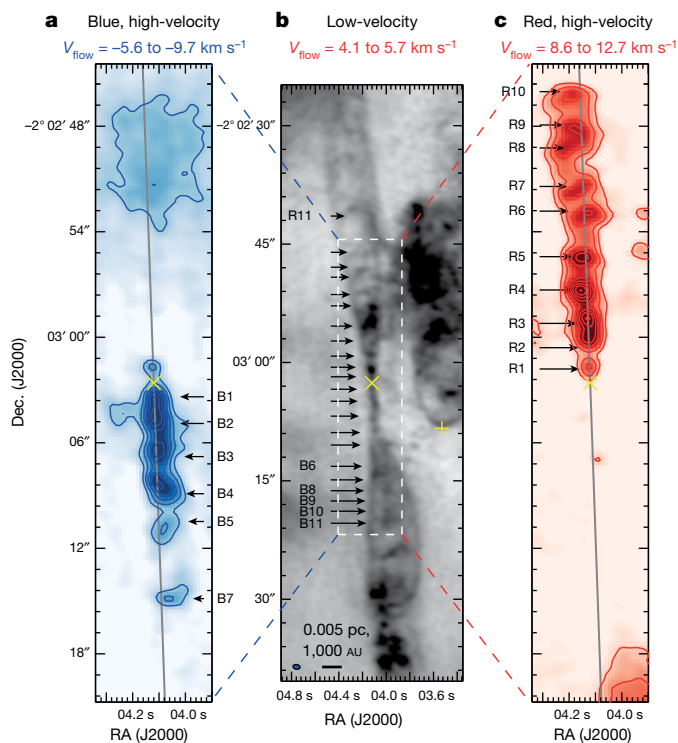 a Blue, high-velocity
V_flow = –5.6 to –9.7 km s⁻¹
b Low-velocity
V_flow = 4.1 to 5.7 km s⁻¹
c Red, high-velocity
V_flow = 8.6 to 12.7 km s⁻¹
Dec. (J2000)
–2° 02′ 48″
54″
03′ 00″
06″
12″
18″
B1
B2
B3
B4
B5
B7
04.2 s 04.0 s
RA (J2000)
–2° 02′ 30″
45″
03′ 00″
15″
30″
R11
B6
B8
B9
B10
B11
0.005 pc,
1,000 AU
04.8 s 04.4 s 04.0 s 03.6 s
RA (J2000)
R10
R9
R8
R7
R6
R5
R4
R3
R2
R1
04.2 s 04.0 s
RA (J2000)